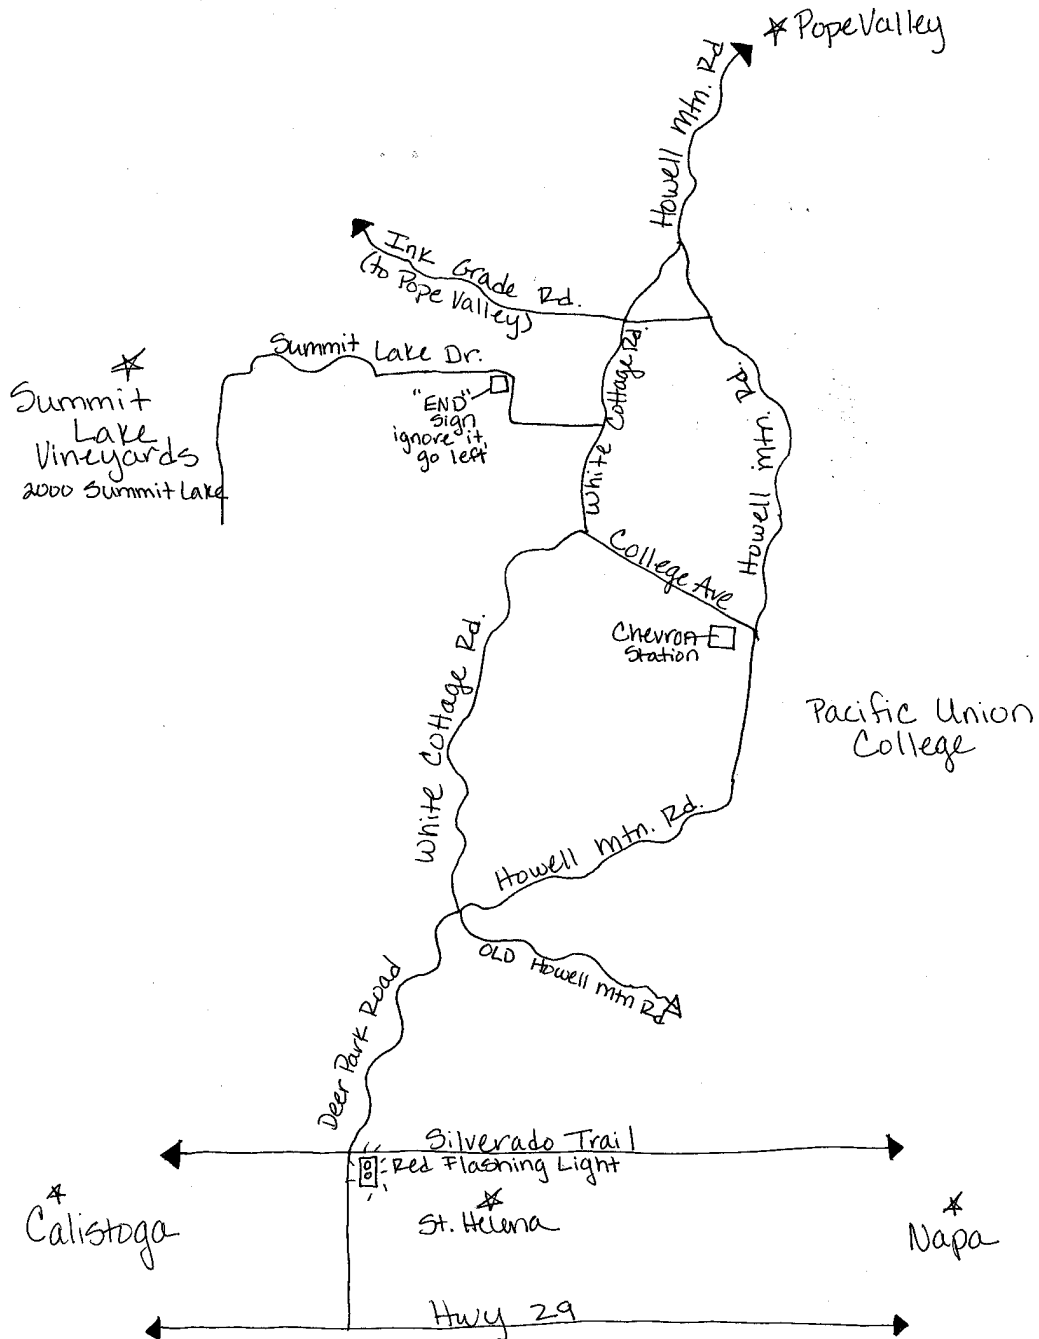 Pope Valley
Howell Mtn. Rd
Ink Grade Rd.
(to Pope Valley)
Summit Lake Dr.
"END"
sign
ignore it,
go left
Summit
Lake
Vineyards
2000 Summit Lake
White Cottage Rd.
Howell Mtn. Rd.
College Ave
Chevron
Station
Pacific Union
College
White Cottage Rd.
Howell Mtn. Rd.
OLD Howell Mtn Rd
Deer Park Road
Silverado Trail
Red Flashing Light
Calistoga
St. Helena
Napa
Hwy 29